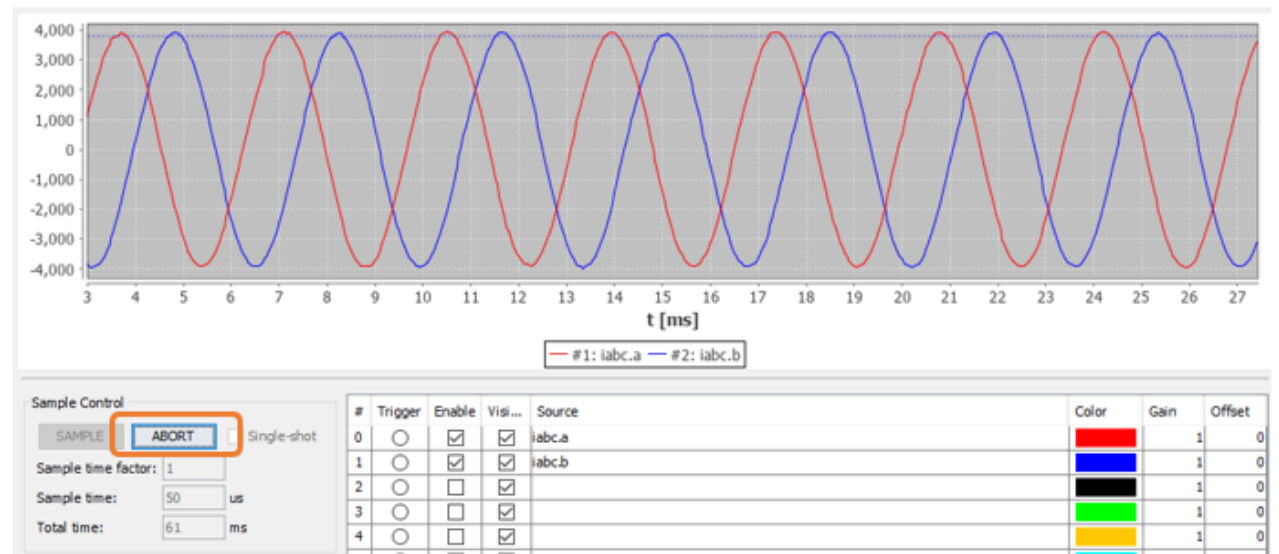 4,000
3,000
2,000
1,000
0
-1,000
-2,000
-3,000
-4,000
3 4 5 6 7 8 9 10 11 12 13 14 15 16 17 18 19 20 21 22 23 24 25 26 27
t [ms]
#1: iabc.a #2: iabc.b
Sample Control
SAMPLE ABORT Single-shot
Sample time factor: 1
Sample time: 50 us
Total time: 61 ms
# Trigger Enable Visi... Source Color Gain Offset
0 iabc.a 1 0
1 iabc.b 1 0
2 1 0
3 1 0
4 1 0